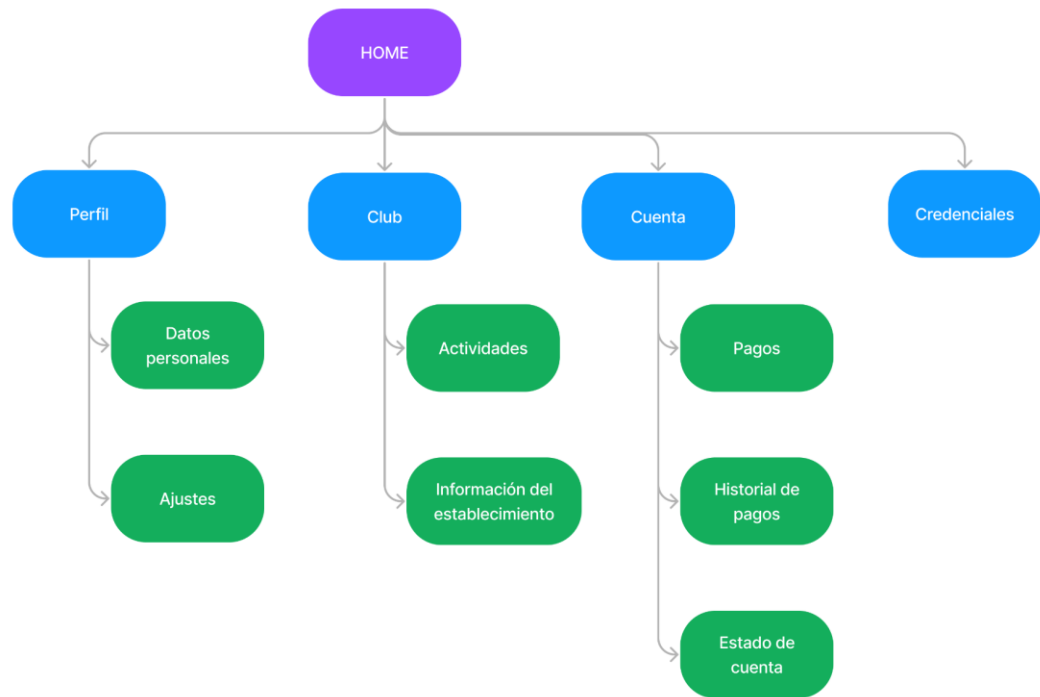 HOME
Perfil
Club
Cuenta
Credenciales
Datos
personales
Actividades
Pagos
Ajustes
Información del
establecimiento
Historial de
pagos
Estado de
cuenta